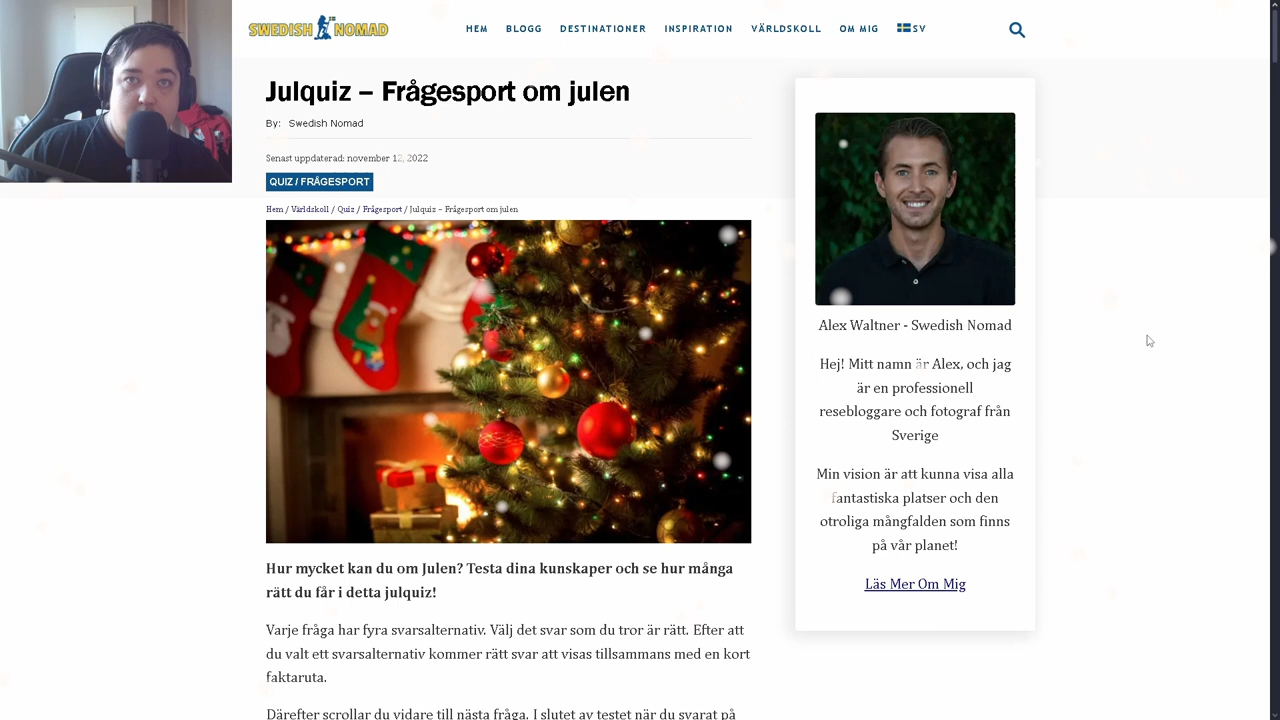 SWEDISH NOMAD
HEM BLOGG DESTINATIONER INSPIRATION VÄRLDSKOLL OM MIG SV
Julquiz – Frågesport om julen
By: Swedish Nomad
Senast uppdaterad: november 12, 2022
QUIZ / FRÅGESPORT
Hem / Världskoll / Quiz / Frågesport / Julquiz – Frågesport om julen
Hur mycket kan du om Julen? Testa dina kunskaper och se hur många
rätt du får i detta julquiz!
Varje fråga har fyra svarsalternativ. Välj det svar som du tror är rätt. Efter att
du valt ett svarsalternativ kommer rätt svar att visas tillsammans med en kort
faktaruta.
Därefter scrollar du vidare till nästa fråga. I slutet av testet när du svarat på
Alex Waltner - Swedish Nomad
Hej! Mitt namn är Alex, och jag
är en professionell
resebloggare och fotograf från
Sverige
Min vision är att kunna visa alla
fantastiska platser och den
otroliga mångfalden som finns
på vår planet!
Läs Mer Om Mig